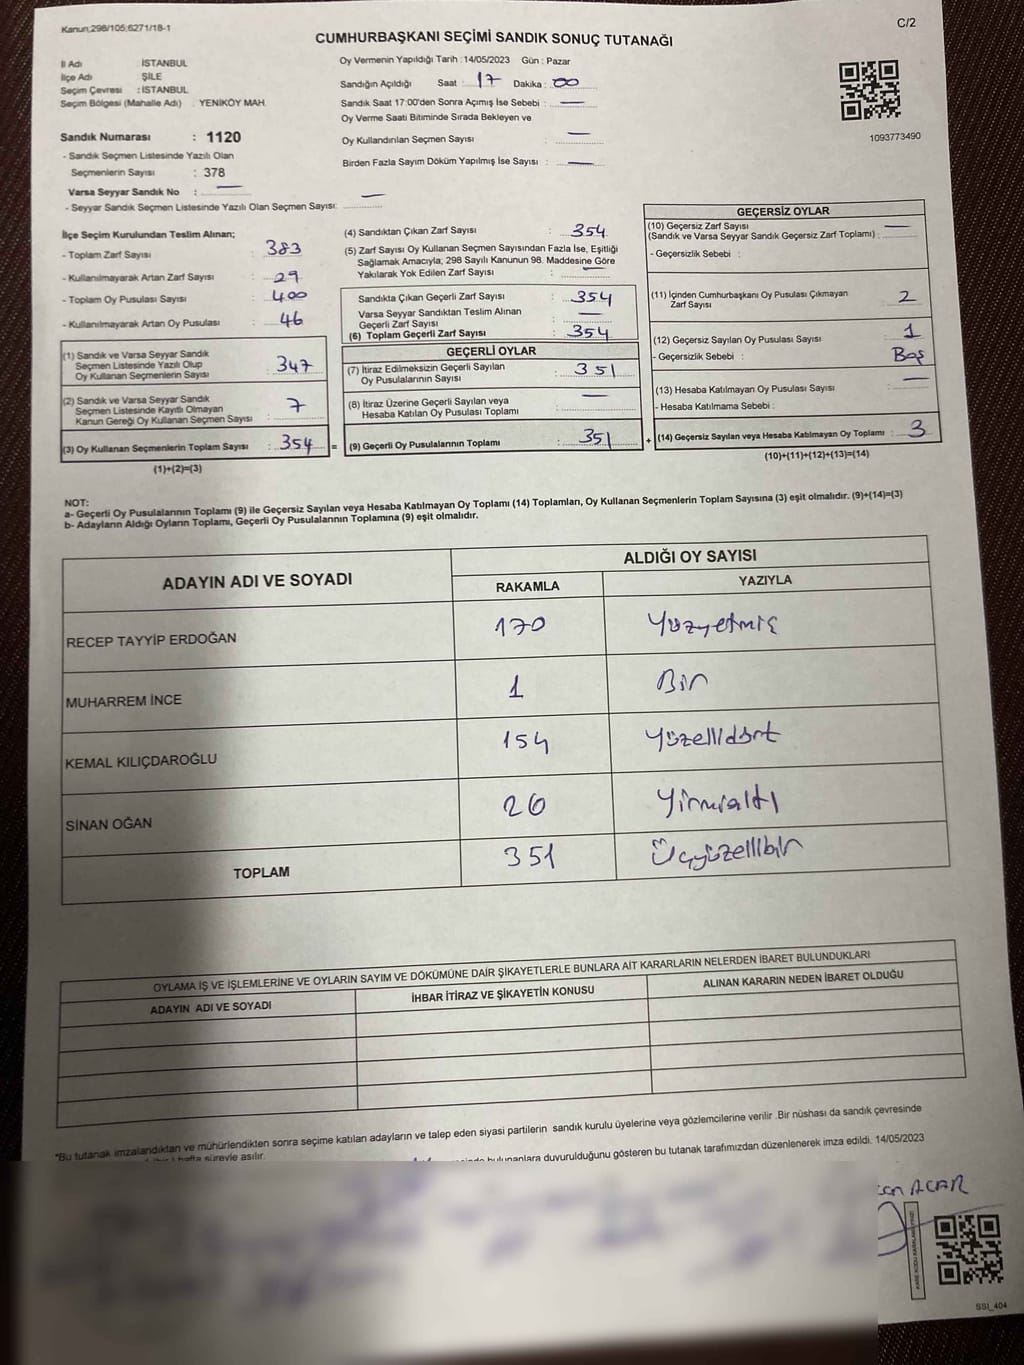 Kanun,298/105;6271/18-1
C/2
CUMHURBAŞKANI SEÇİMİ SANDIK SONUÇ TUTANAĞI
İl Adı : İSTANBUL
İlçe Adı ŞİLE
Seçim Çevresi : İSTANBUL
Seçim Bölgesi (Mahalle Adı) YENİKÖY MAH.
Sandık Numarası : 1120
- Sandık Seçmen Listesinde Yazılı Olan
Seçmenlerin Sayısı : 378
Varsa Seyyar Sandık No : —
- Seyyar Sandık Seçmen Listesinde Yazılı Olan Seçmen Sayısı: —
Oy Vermenin Yapıldığı Tarih :14/05/2023 Gün : Pazar
Sandığın Açıldığı Saat : 17 Dakika : 00
Sandık Saat 17:00'den Sonra Açımış İse Sebebi : —
Oy Verme Saati Bitiminde Sırada Bekleyen ve
Oy Kullandırılan Seçmen Sayısı : —
Birden Fazla Sayım Döküm Yapılmış İse Sayısı : —
1093773490
İlçe Seçim Kurulundan Teslim Alınan;
- Toplam Zarf Sayısı : 383
- Kullanılmayarak Artan Zarf Sayısı : 29
- Toplam Oy Pusulası Sayısı : 400
- Kullanılmayarak Artan Oy Pusulası : 46
(1) Sandık ve Varsa Seyyar Sandık
Seçmen Listesinde Yazılı Olup
Oy Kullanan Seçmenlerin Sayısı : 347
(2) Sandık ve Varsa Seyyar Sandık
Seçmen Listesinde Kayıtlı Olmayan
Kanun Gereği Oy Kullanan Seçmen Sayısı : 7
(3) Oy Kullanan Seçmenlerin Toplam Sayısı : 354 =
(1)+(2)=(3)
(4) Sandıktan Çıkan Zarf Sayısı : 354
(5) Zarf Sayısı Oy Kullanan Seçmen Sayısından Fazla İse, Eşitliği
Sağlamak Amacıyla, 298 Sayılı Kanunun 98. Maddesine Göre
Yakılarak Yok Edilen Zarf Sayısı : —
Sandıkta Çıkan Geçerli Zarf Sayısı : 354
Varsa Seyyar Sandıktan Teslim Alınan
Geçerli Zarf Sayısı : —
(6) Toplam Geçerli Zarf Sayısı : 354
GEÇERLİ OYLAR
(7) İtiraz Edilmeksizin Geçerli Sayılan
Oy Pusulalarının Sayısı : 351
(8) İtiraz Üzerine Geçerli Sayılan veya
Hesaba Katılan Oy Pusulası Toplamı : —
(9) Geçerli Oy Pusulalarının Toplamı : 351 +
GEÇERSİZ OYLAR
(10) Geçersiz Zarf Sayısı
(Sandık ve Varsa Seyyar Sandık Geçersiz Zarf Toplamı) : —
- Geçersizlik Sebebi :
(11) İçinden Cumhurbaşkanı Oy Pusulası Çıkmayan
Zarf Sayısı : 2
(12) Geçersiz Sayılan Oy Pusulası Sayısı : 1
- Geçersizlik Sebebi : Boş
(13) Hesaba Katılmayan Oy Pusulası Sayısı : —
- Hesaba Katılmama Sebebi :
(14) Geçersiz Sayılan veya Hesaba Katılmayan Oy Toplamı : 3
(10)+(11)+(12)+(13)=(14)
NOT:
a- Geçerli Oy Pusulalarının Toplamı (9) ile Geçersiz Sayılan veya Hesaba Katılmayan Oy Toplamı (14) Toplamları, Oy Kullanan Seçmenlerin Toplam Sayısına (3) eşit olmalıdır. (9)+(14)=(3)
b- Adayların Aldığı Oyların Toplamı, Geçerli Oy Pusulalarının Toplamına (9) eşit olmalıdır.
ADAYIN ADI VE SOYADI ALDIĞI OY SAYISI
RAKAMLA YAZIYLA
RECEP TAYYİP ERDOĞAN 170 Yüzyetmiş
MUHARREM İNCE 1 Bir
KEMAL KILIÇDAROĞLU 154 Yüzellidört
SİNAN OĞAN 26 Yirmialtı
TOPLAM 351 Üçyüzellibir
OYLAMA İŞ VE İŞLEMLERİNE VE OYLARIN SAYIM VE DÖKÜMÜNE DAİR ŞİKAYETLERLE BUNLARA AİT KARARLARIN NELERDEN İBARET BULUNDUKLARI
ADAYIN ADI VE SOYADI İHBAR İTİRAZ VE ŞİKAYETİN KONUSU ALINAN KARARIN NEDEN İBARET OLDUĞU
*Bu tutanak imzalandıktan ve mühürlendikten sonra seçime katılan adayların ve talep eden siyasi partilerin sandık kurulu üyelerine veya gözlemcilerine verilir .Bir nüshası da sandık çevresinde
hafta süreyle asılır.
bulunanlara duyurulduğunu gösteren bu tutanak tarafımızdan düzenlenerek imza edildi. 14/05/2023
ACAR
SSI_404